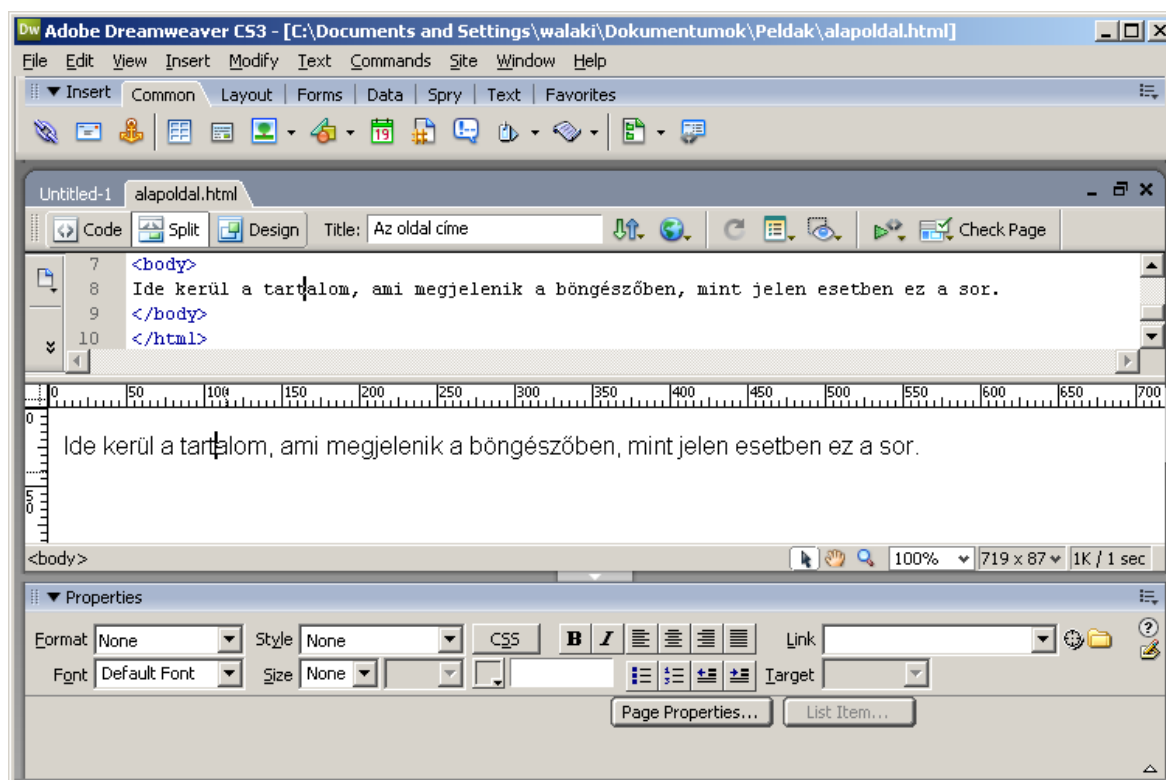 Dw Adobe Dreamweaver CS3 - [C:\Documents and Settings\walaki\Dokumentumok\Peldak\alapoldal.html]
File Edit View Insert Modify Text Commands Site Window Help
▼ Insert Common Layout Forms Data Spry Text Favorites
19
Untitled-1 alapoldal.html
Code Split Design Title: Az oldal címe Check Page
7 <body>
8 Ide kerül a tartalom, ami megjelenik a böngészőben, mint jelen esetben ez a sor.
9 </body>
10 </html>
0 50 100 150 200 250 300 350 400 450 500 550 600 650 700
0
Ide kerül a tartalom, ami megjelenik a böngészőben, mint jelen esetben ez a sor.
50
<body> 100% 719 x 87 1K / 1 sec
▼ Properties
Format None Style None CSS B I Link ?
Font Default Font Size None Target
Page Properties... List Item...